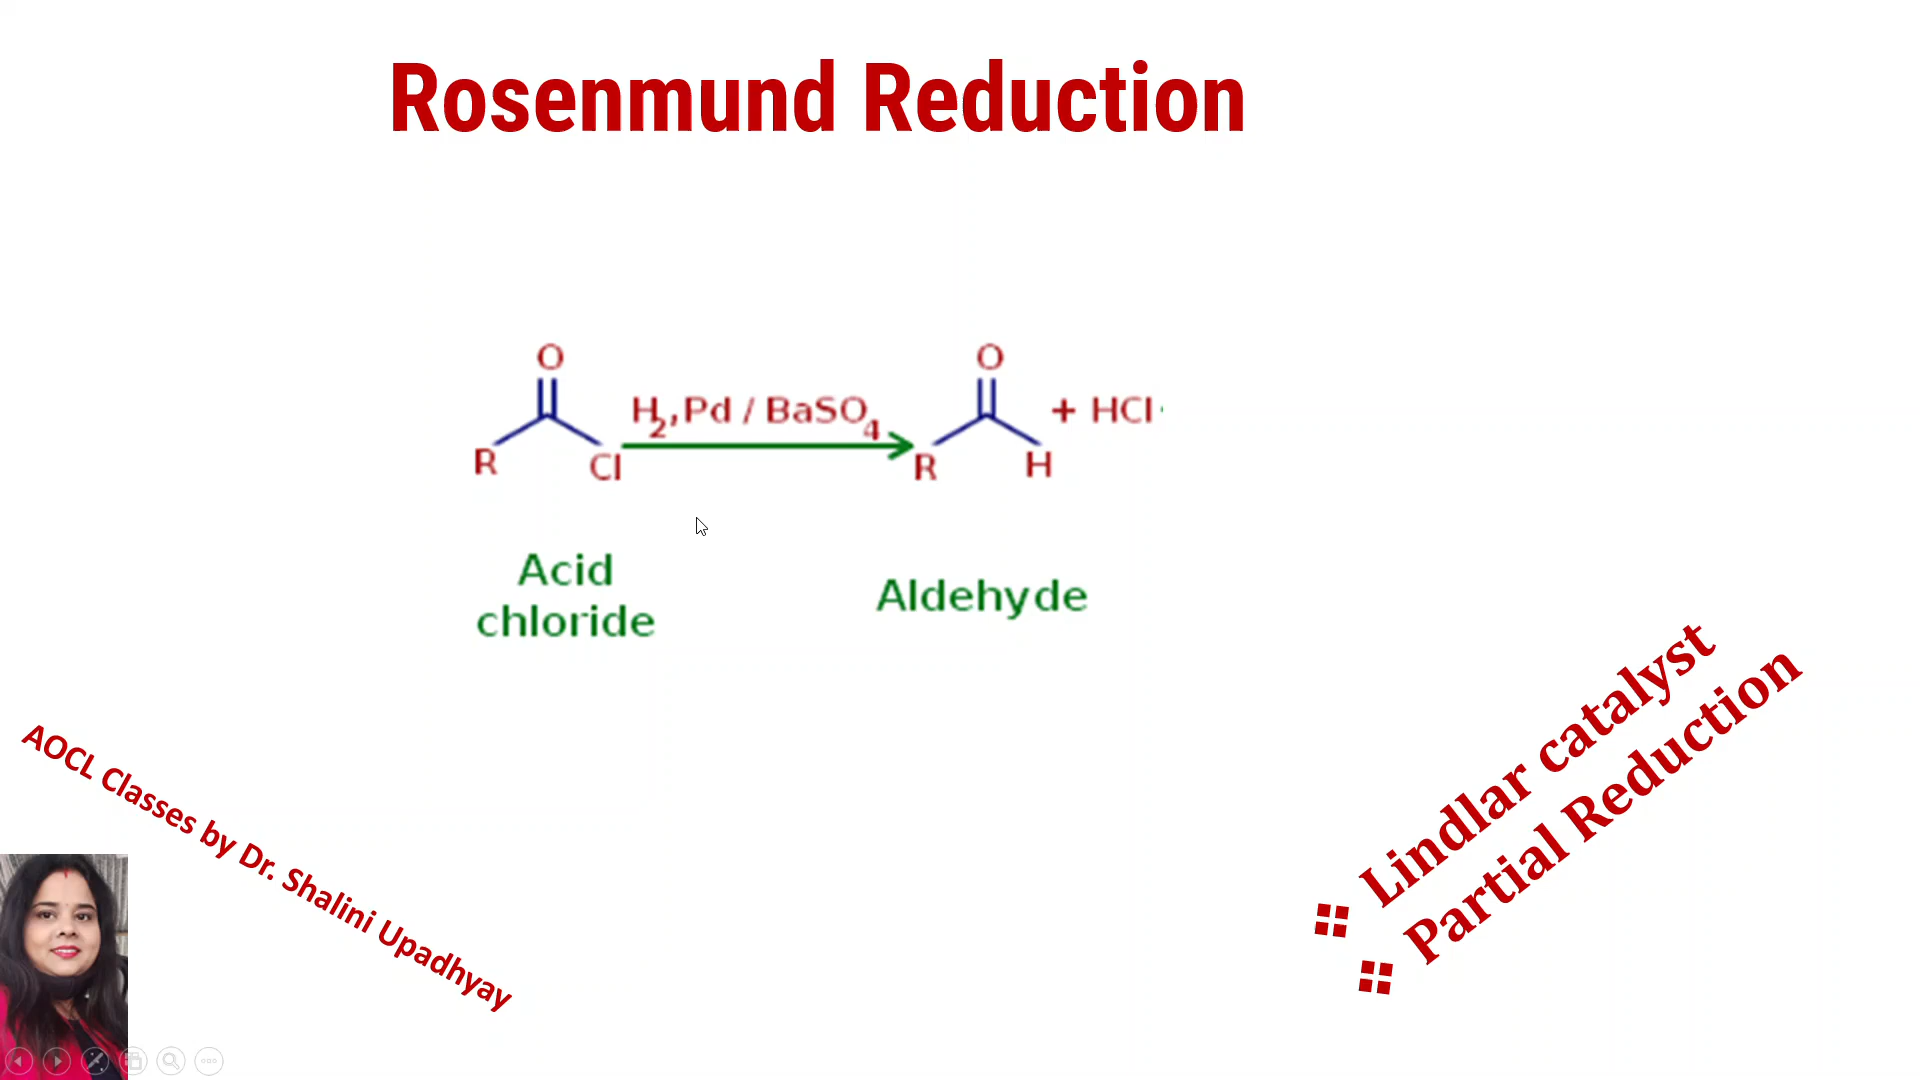 Rosenmund Reduction
O
O
H2,Pd / BaSO4
+ HCl
R
Cl
R
H
Acid
chloride
Aldehyde
Lindlar catalyst
Partial Reduction
AOCL Classes by Dr. Shalini Upadhyay